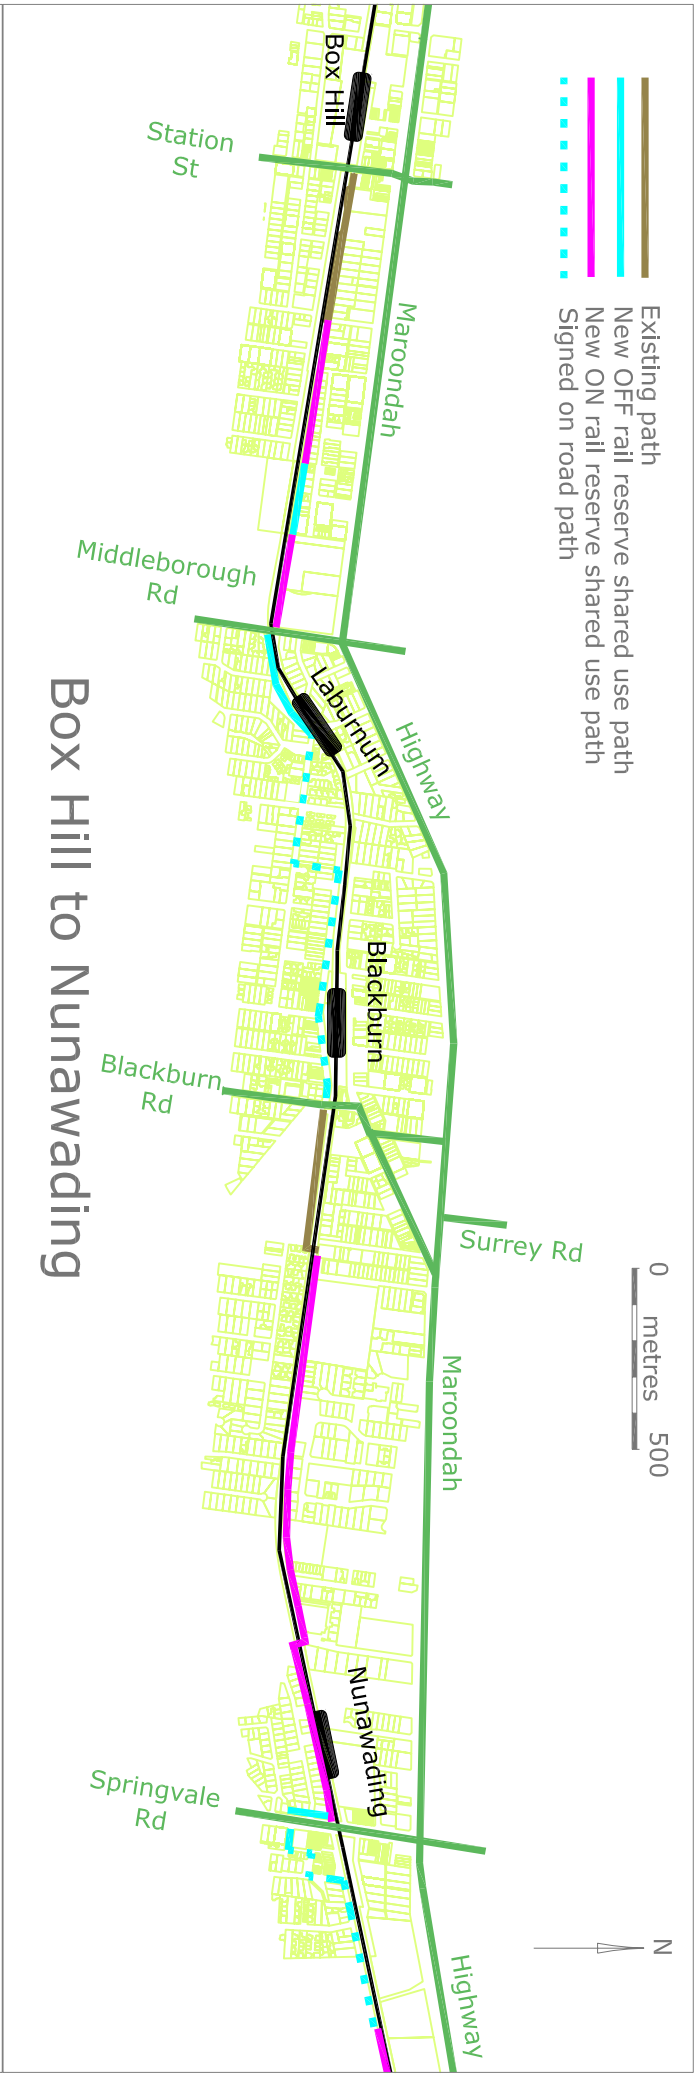 Existing path
New OFF rail reserve shared use path
New ON rail reserve shared use path
Signed on road path
0 metres 500
N
Box Hill
Station
St
Maroondah
Middleborough
Rd
Laburnum
Highway
Blackburn
Blackburn
Rd
Surrey Rd
Maroondah
Nunawading
Springvale
Rd
Highway
Box Hill to Nunawading